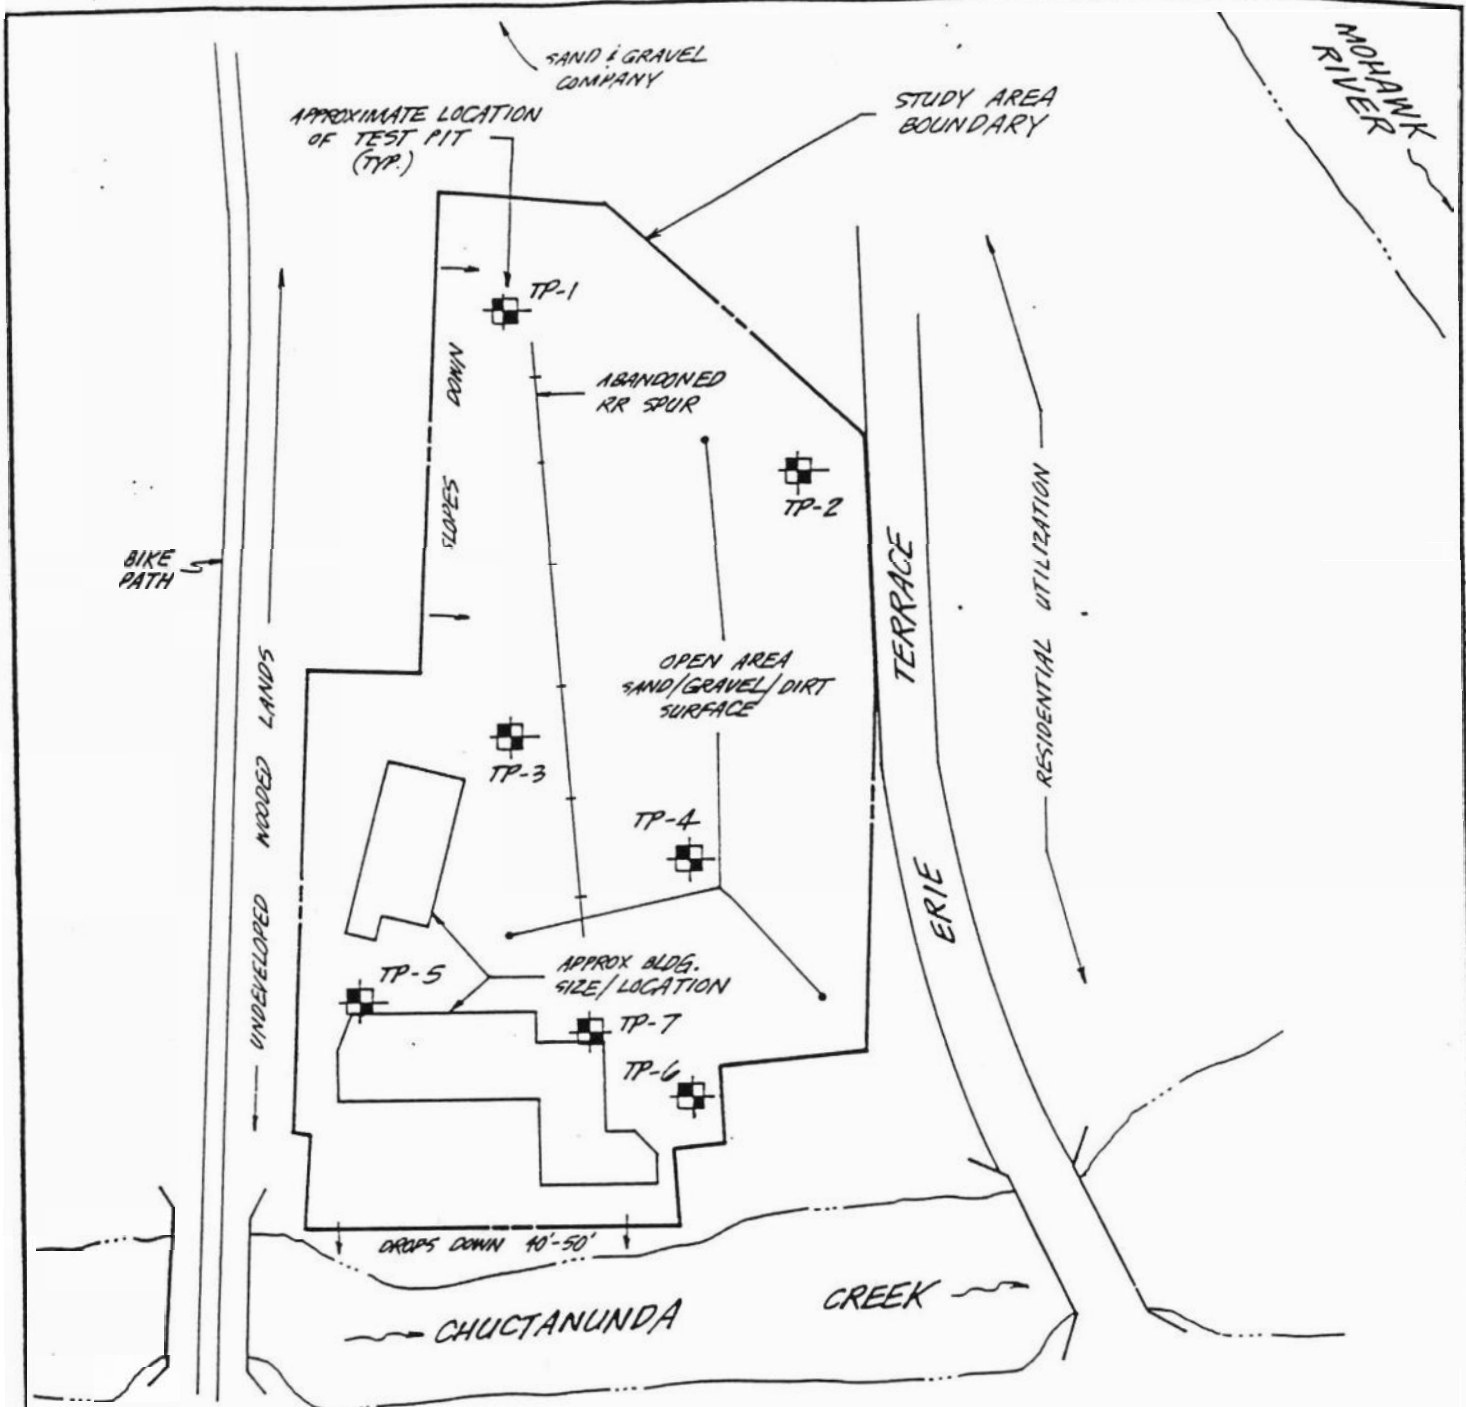 SAND & GRAVEL
COMPANY
MOHAWK
RIVER
APPROXIMATE LOCATION
OF TEST PIT
(TYP.)
STUDY AREA
BOUNDARY
TP-1
ABANDONED
RR SPUR
SLOPES DOWN
TP-2
BIKE
PATH
UNDEVELOPED WOODED LANDS
OPEN AREA
SAND/GRAVEL/DIRT
SURFACE
ERIE TERRACE
RESIDENTIAL UTILIZATION
TP-3
TP-4
TP-5
APPROX BLDG.
SIZE/LOCATION
TP-7
TP-6
DROPS DOWN 40'-50'
CHUCTANUNDA CREEK